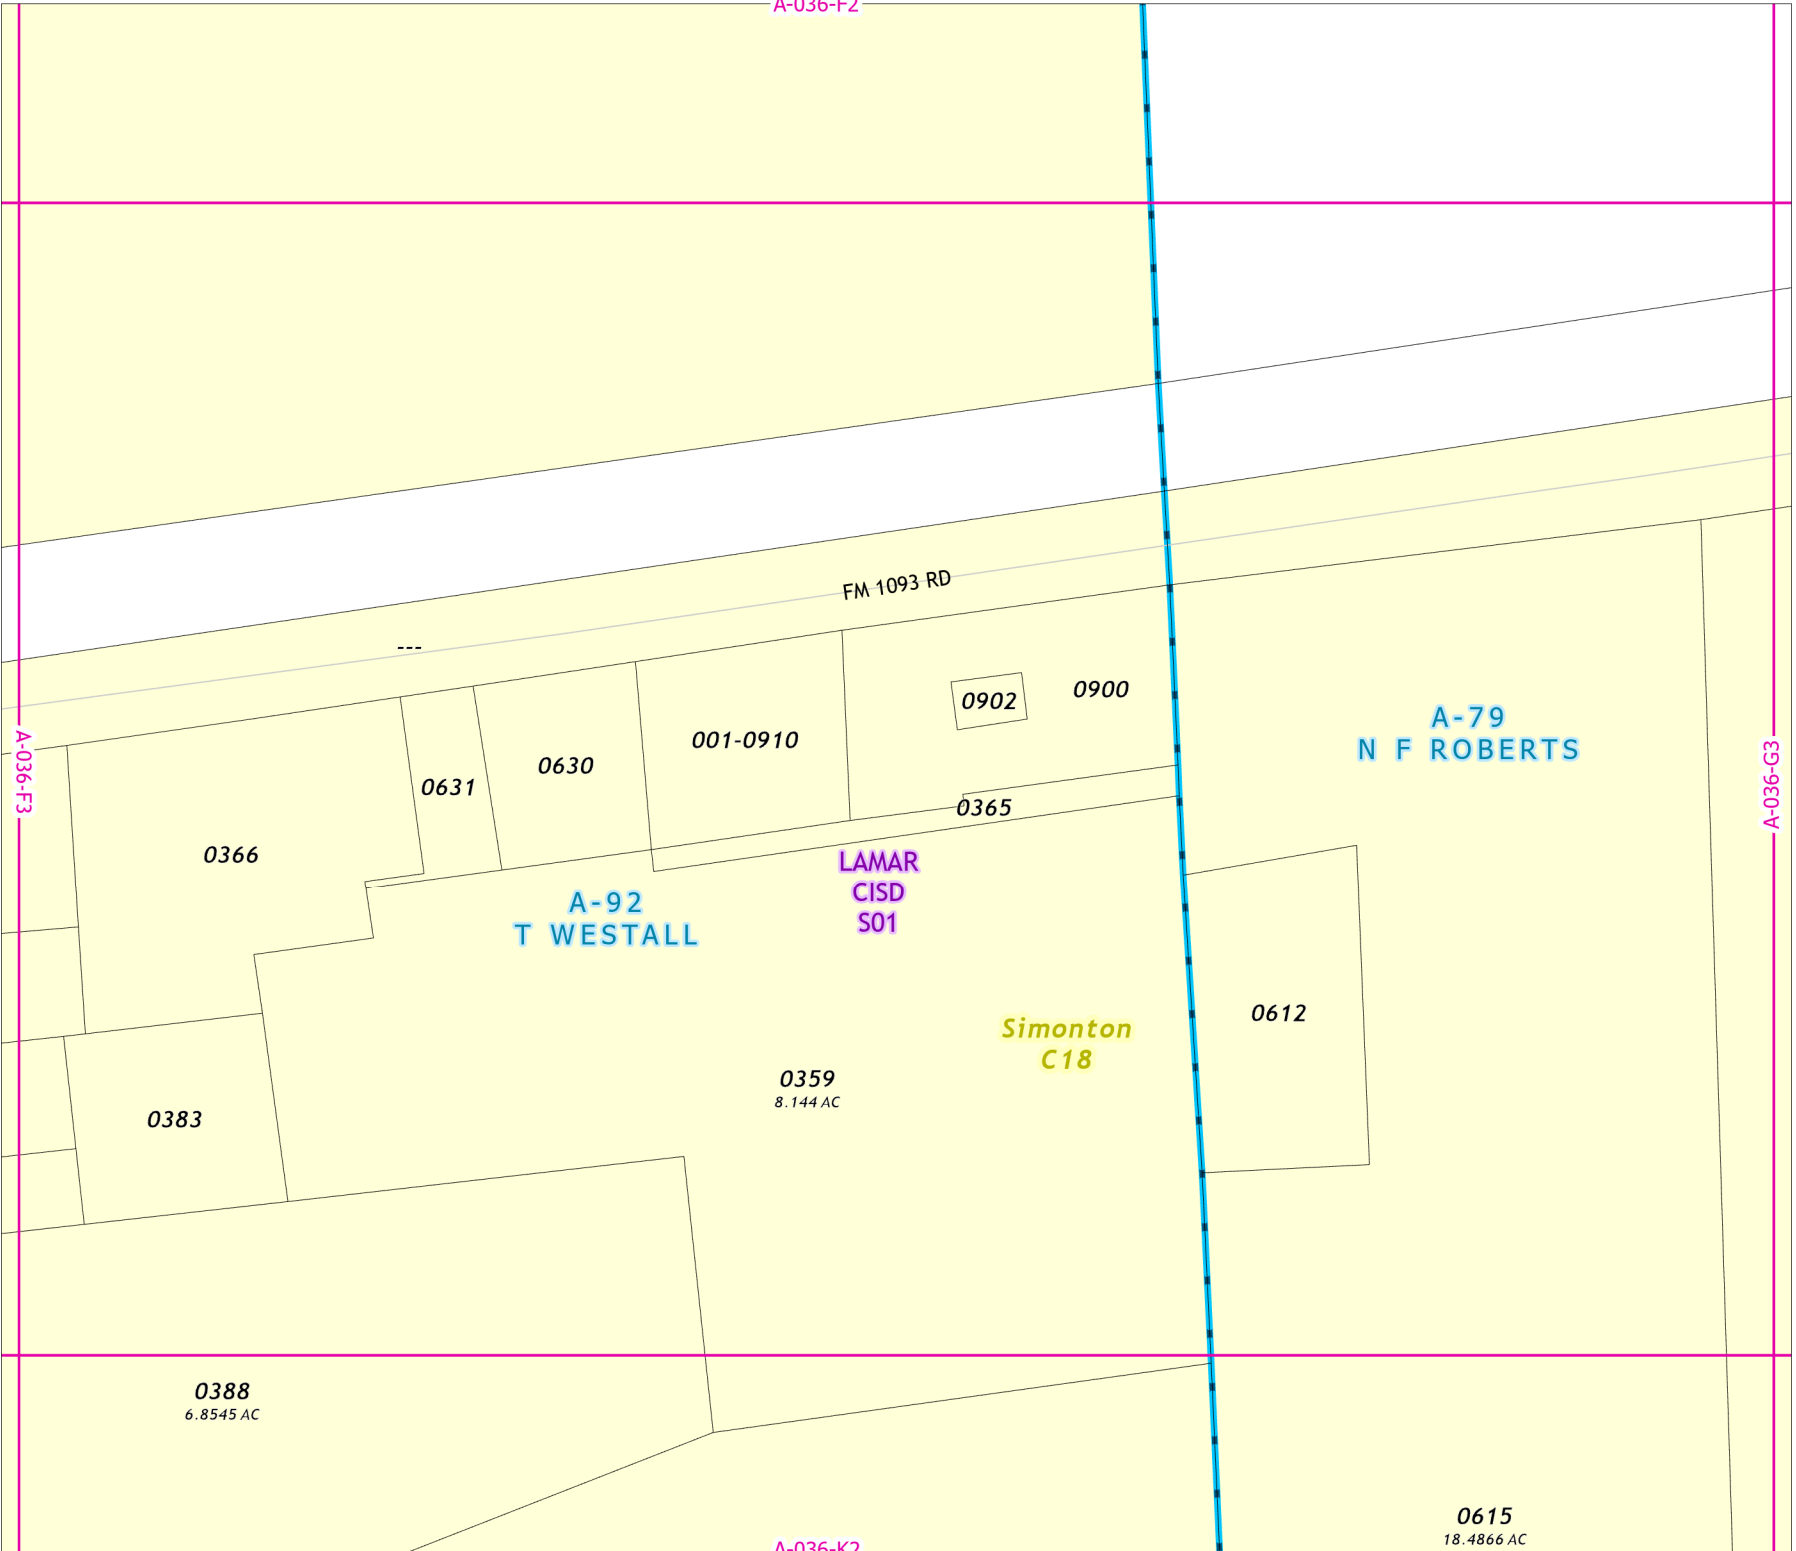 A-036-F2
FM 1093 RD
---
0902
0900
A-79
N F ROBERTS
001-0910
0630
0631
A-036-F3
A-036-G3
0365
0366
LAMAR
CISD
S01
A-92
T WESTALL
0612
Simonton
C18
0359
8.144 AC
0383
0388
6.8545 AC
0615
18.4866 AC
A-036-K2